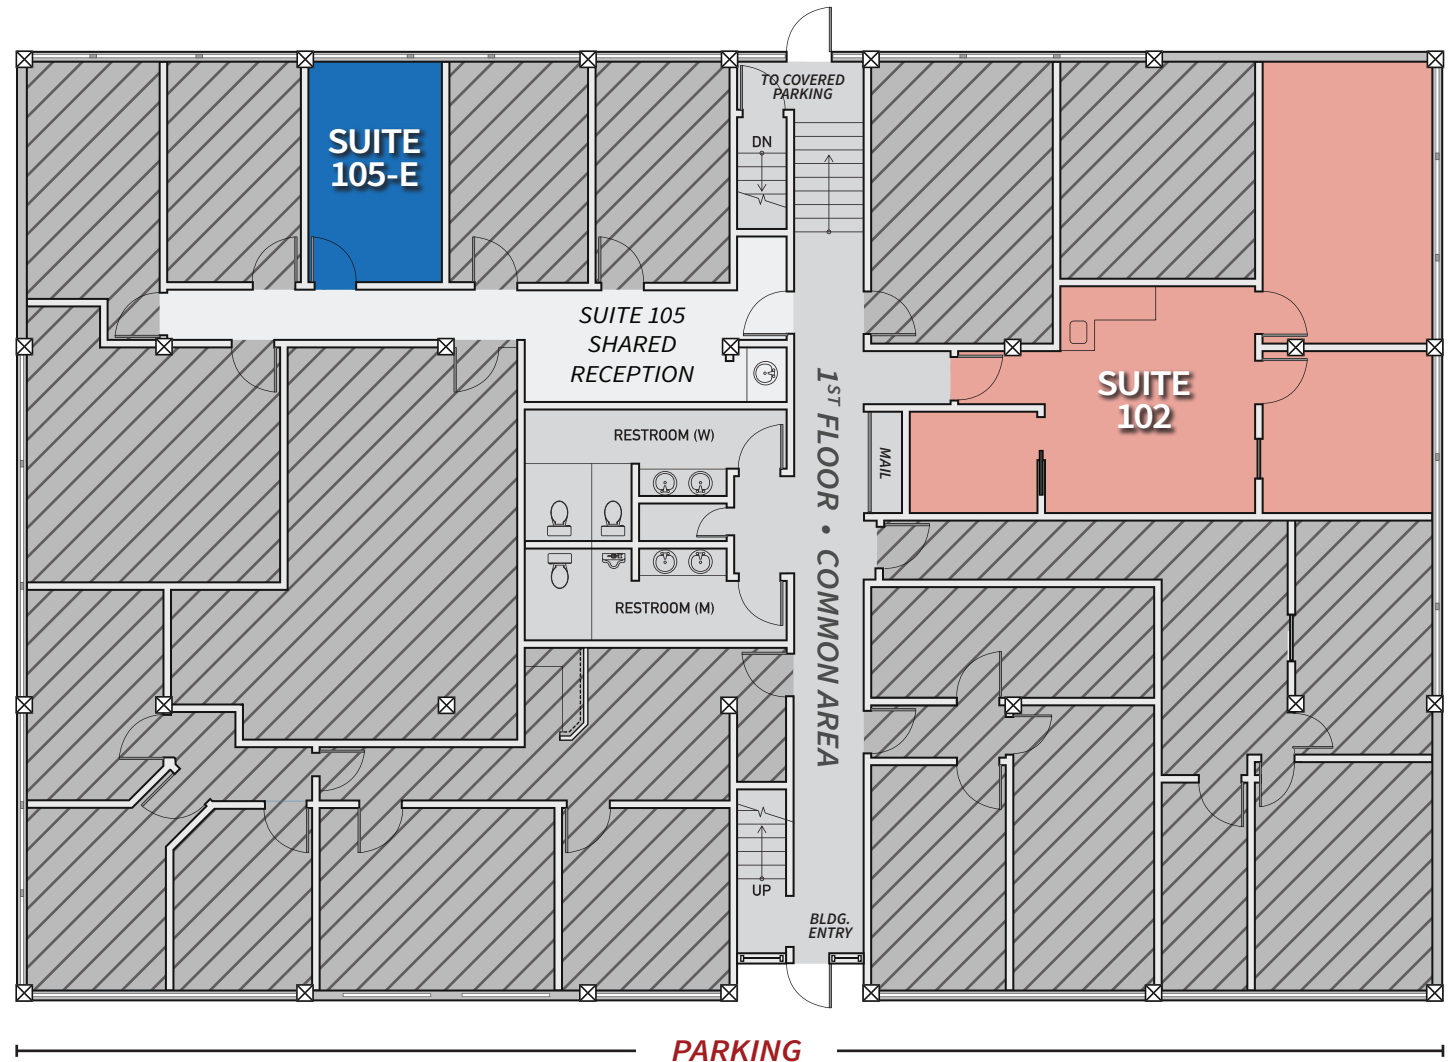 TO COVERED
PARKING
SUITE
105-E
DN
SUITE 105
SHARED
RECEPTION
1ST FLOOR • COMMON AREA
SUITE
102
RESTROOM (W)
MAIL
RESTROOM (M)
UP
BLDG.
ENTRY
PARKING